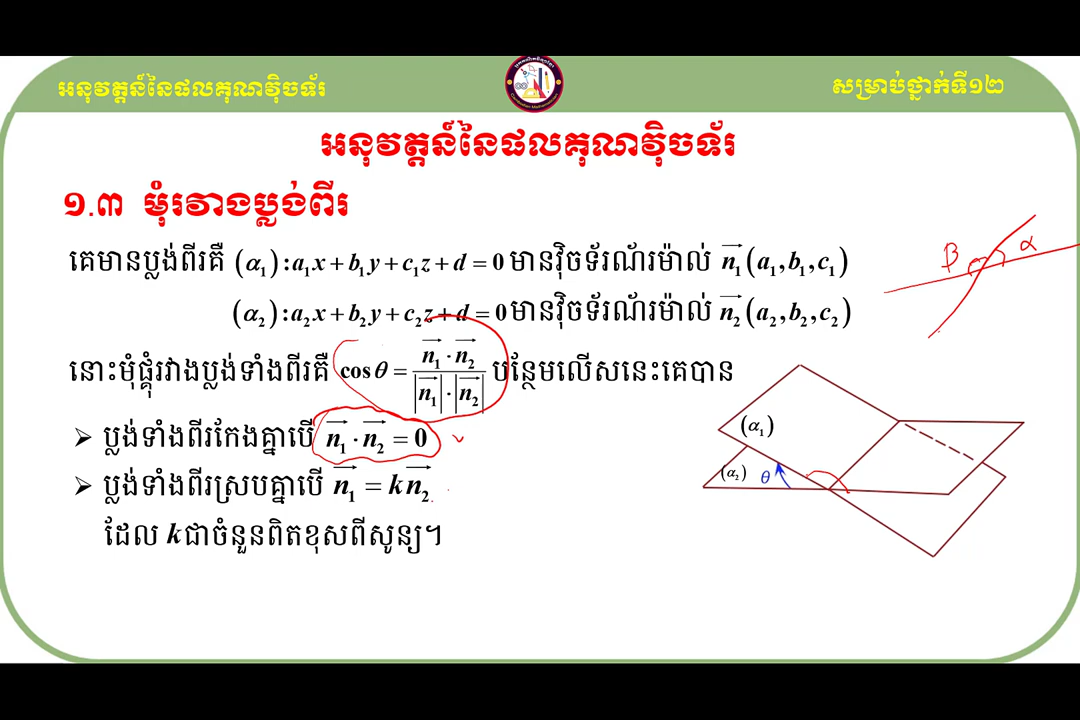 អនុវត្តន៍នៃផលគុណវ៉ិចទ័រ
សម្រាប់ថ្នាក់ទី១២
អនុវត្តន៍នៃផលគុណវ៉ិចទ័រ
១.៣ មុំរវាងប្លង់ពីរ
គេមានប្លង់ពីរគឺ (α₁) : a₁x + b₁y + c₁z + d = 0 មានវ៉ិចទ័រណ័រម៉ាល់ n₁→(a₁, b₁, c₁)
(α₂) : a₂x + b₂y + c₂z + d = 0 មានវ៉ិចទ័រណ័រម៉ាល់ n₂→(a₂, b₂, c₂)
នោះមុំផ្គុំរវាងប្លង់ទាំងពីរគឺ cos θ = (n₁→ · n₂→) / (|n₁→| · |n₂→|) បន្ថែមលើសនេះគេបាន
➢ ប្លង់ទាំងពីរកែងគ្នាបើ n₁→ · n₂→ = 0
➢ ប្លង់ទាំងពីរស្របគ្នាបើ n₁→ = k n₂→
ដែល k ជាចំនួនពិតខុសពីសូន្យ។
β α
(α₁)
(α₂) θ